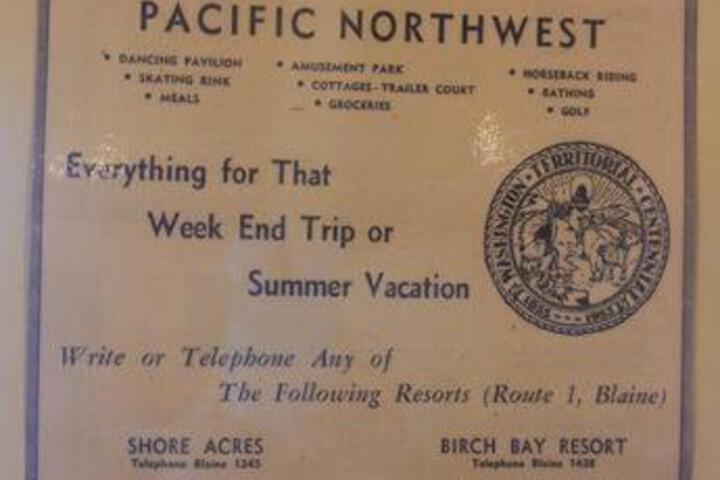 PACIFIC NORTHWEST
• DANCING PAVILION
• SKATING RINK
• MEALS
• AMUSEMENT PARK
• COTTAGES-TRAILER COURT
• GROCERIES
• HORSEBACK RIDING
• BATHING
• GOLF
Everything for That
Week End Trip or
Summer Vacation
WASHINGTON • TERRITORIAL • CENTENNIAL
1853 1953
Write or Telephone Any of
The Following Resorts (Route 1, Blaine)
SHORE ACRES
Telephone Blaine 1245
BIRCH BAY RESORT
Telephone Blaine 1428